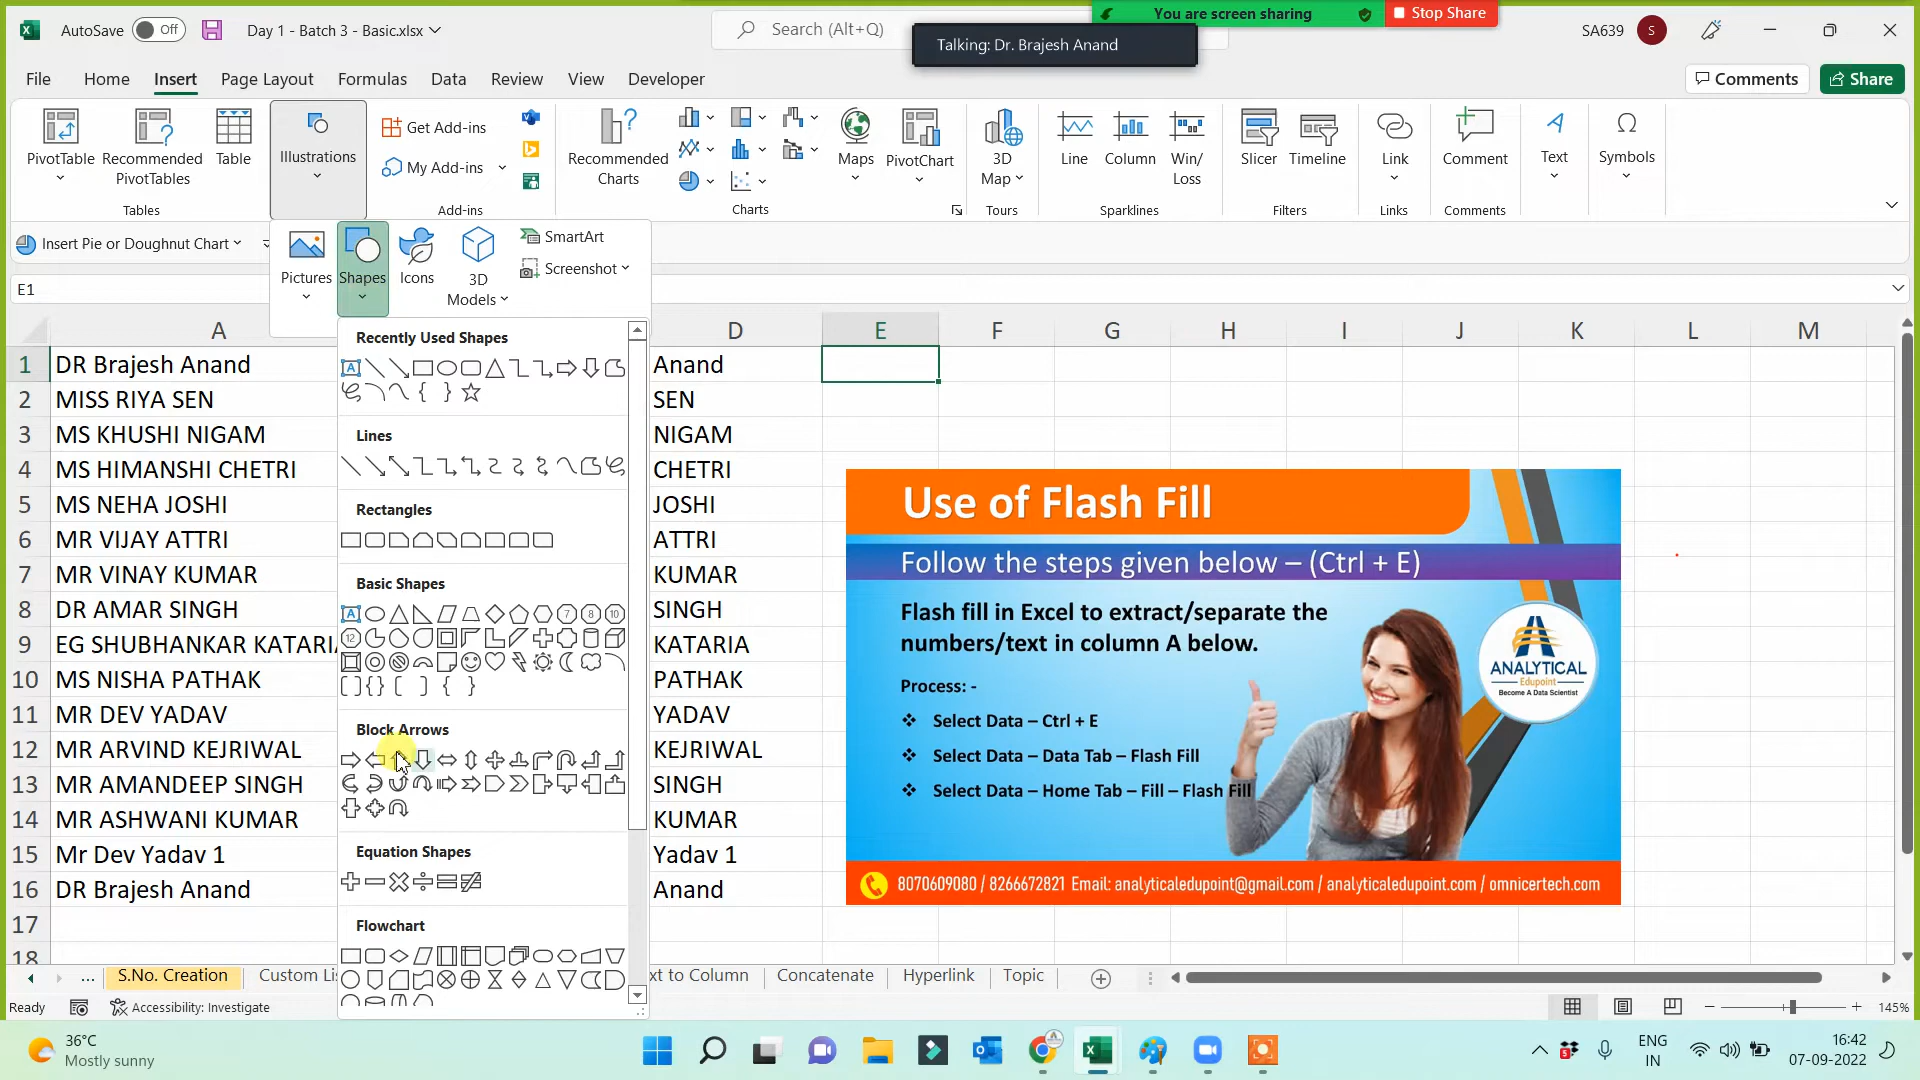 You are screen sharing
Stop Share
Talking: Dr. Brajesh Anand
AutoSave Off Day 1 - Batch 3 - Basic.xlsx
Search (Alt+Q)
SA639 S
File Home Insert Page Layout Formulas Data Review View Developer
Comments Share
PivotTable
Recommended PivotTables
Table
Tables
Illustrations
Get Add-ins
My Add-ins
Add-ins
Recommended Charts
Maps
PivotChart
Charts
3D Map
Tours
Line
Column
Win/Loss
Sparklines
Slicer
Timeline
Filters
Link
Links
Comment
Comments
Text
Symbols
Insert Pie or Doughnut Chart
Pictures
Shapes
Icons
3D Models
SmartArt
Screenshot
E1
A D E F G H I J K L M
Recently Used Shapes
Lines
Rectangles
Basic Shapes
Block Arrows
Equation Shapes
Flowchart
1 DR Brajesh Anand Anand
2 MISS RIYA SEN SEN
3 MS KHUSHI NIGAM NIGAM
4 MS HIMANSHI CHETRI CHETRI
5 MS NEHA JOSHI JOSHI
6 MR VIJAY ATTRI ATTRI
7 MR VINAY KUMAR KUMAR
8 DR AMAR SINGH SINGH
9 EG SHUBHANKAR KATARIA KATARIA
10 MS NISHA PATHAK PATHAK
11 MR DEV YADAV YADAV
12 MR ARVIND KEJRIWAL KEJRIWAL
13 MR AMANDEEP SINGH SINGH
14 MR ASHWANI KUMAR KUMAR
15 Mr Dev Yadav 1 Yadav 1
16 DR Brajesh Anand Anand
17
18
Use of Flash Fill
Follow the steps given below – (Ctrl + E)
Flash fill in Excel to extract/separate the
numbers/text in column A below.
Process: -
❖ Select Data – Ctrl + E
❖ Select Data – Data Tab – Flash Fill
❖ Select Data – Home Tab – Fill – Flash Fill
ANALYTICAL
Edupoint
Become A Data Scientist
8070609080 / 8266672821 Email: analyticaledupoint@gmail.com / analyticaledupoint.com / omnicertech.com
... S.No. Creation Custom Lis xt to Column Concatenate Hyperlink Topic
Ready Accessibility: Investigate 145%
36°C
Mostly sunny
ENG
IN
16:42
07-09-2022